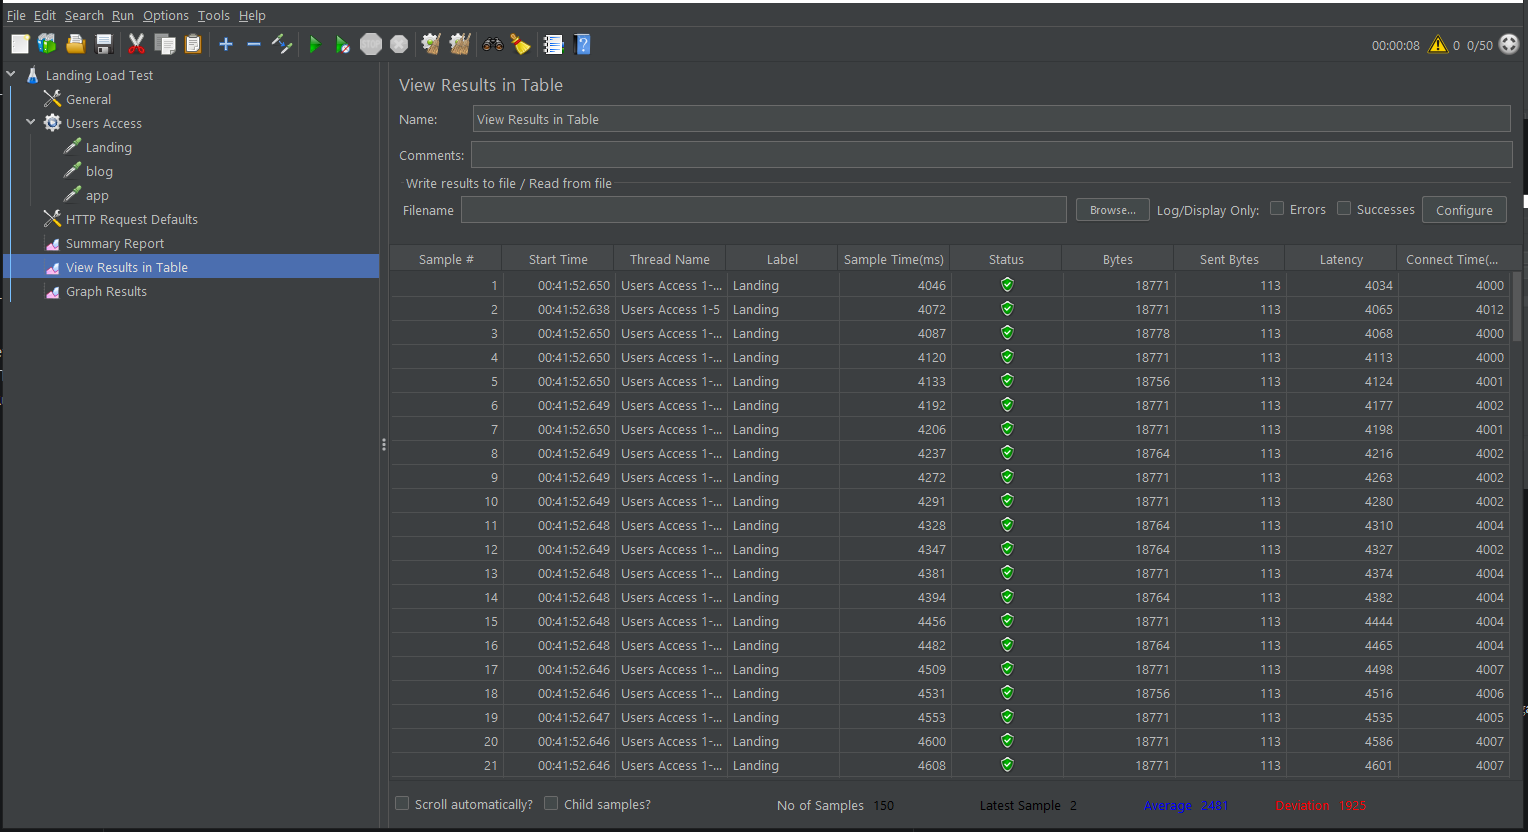 File Edit Search Run Options Tools Help
STOP
00:00:08 0 0/50
Landing Load Test
General
Users Access
Landing
blog
app
HTTP Request Defaults
Summary Report
View Results in Table
Graph Results
View Results in Table
Name: View Results in Table
Comments:
Write results to file / Read from file
Filename Browse... Log/Display Only: Errors Successes Configure
Sample # Start Time Thread Name Label Sample Time(ms) Status Bytes Sent Bytes Latency Connect Time(...
1 00:41:52.650 Users Access 1-... Landing 4046 18771 113 4034 4000
2 00:41:52.638 Users Access 1-5 Landing 4072 18771 113 4065 4012
3 00:41:52.650 Users Access 1-... Landing 4087 18778 113 4068 4000
4 00:41:52.650 Users Access 1-... Landing 4120 18771 113 4113 4000
5 00:41:52.650 Users Access 1-... Landing 4133 18756 113 4124 4001
6 00:41:52.649 Users Access 1-... Landing 4192 18771 113 4177 4002
7 00:41:52.650 Users Access 1-... Landing 4206 18771 113 4198 4001
8 00:41:52.649 Users Access 1-... Landing 4237 18764 113 4216 4002
9 00:41:52.649 Users Access 1-... Landing 4272 18771 113 4263 4002
10 00:41:52.649 Users Access 1-... Landing 4291 18771 113 4280 4002
11 00:41:52.648 Users Access 1-... Landing 4328 18764 113 4310 4004
12 00:41:52.649 Users Access 1-... Landing 4347 18764 113 4327 4002
13 00:41:52.648 Users Access 1-... Landing 4381 18771 113 4374 4004
14 00:41:52.648 Users Access 1-... Landing 4394 18764 113 4382 4004
15 00:41:52.648 Users Access 1-... Landing 4456 18771 113 4444 4004
16 00:41:52.648 Users Access 1-... Landing 4482 18764 113 4465 4004
17 00:41:52.646 Users Access 1-... Landing 4509 18771 113 4498 4007
18 00:41:52.646 Users Access 1-... Landing 4531 18756 113 4516 4006
19 00:41:52.647 Users Access 1-... Landing 4553 18771 113 4535 4005
20 00:41:52.646 Users Access 1-... Landing 4600 18771 113 4586 4007
21 00:41:52.646 Users Access 1-... Landing 4608 18771 113 4601 4007
Scroll automatically? Child samples? No of Samples 150 Latest Sample 2 Average 2481 Deviation 1925